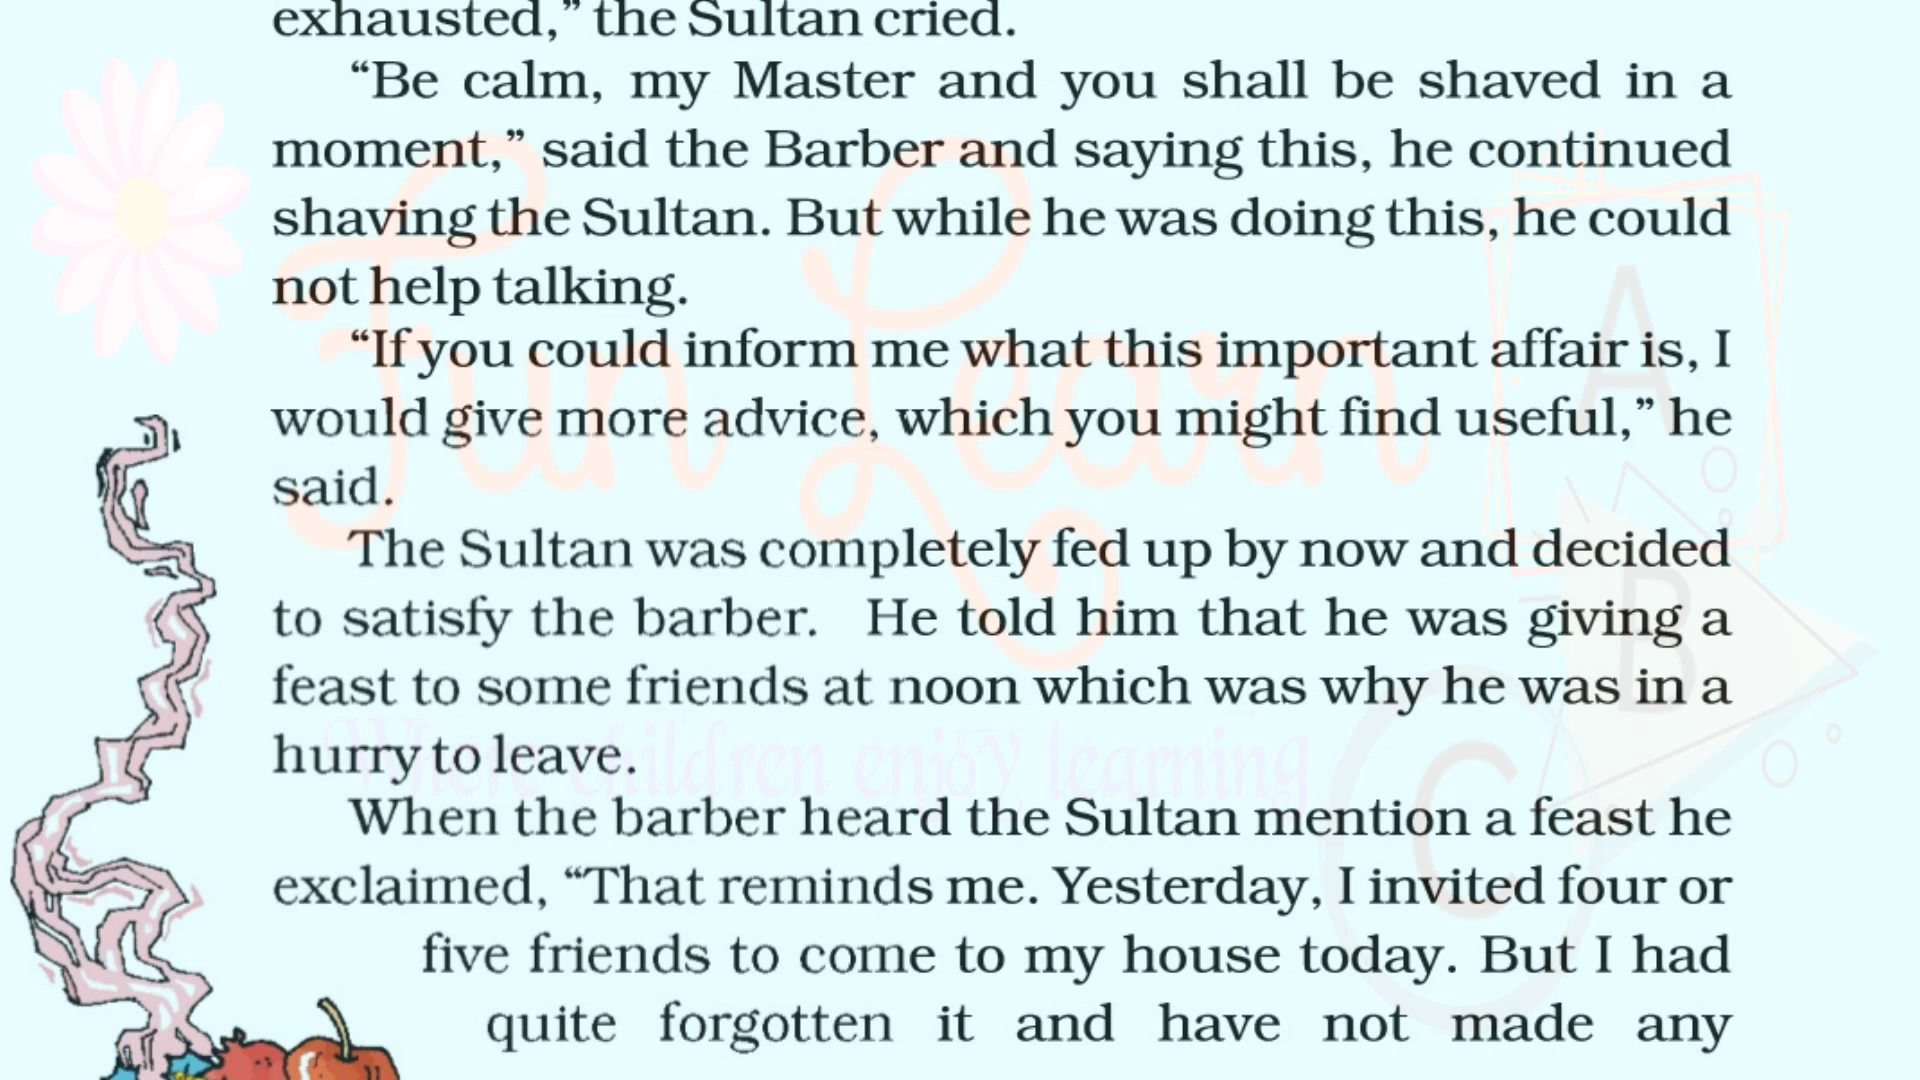 exhausted,” the Sultan cried.
“Be calm, my Master and you shall be shaved in a
moment,” said the Barber and saying this, he continued
shaving the Sultan. But while he was doing this, he could
not help talking.
“If you could inform me what this important affair is, I
would give more advice, which you might find useful,” he
said.
The Sultan was completely fed up by now and decided
to satisfy the barber. He told him that he was giving a
feast to some friends at noon which was why he was in a
hurry to leave.
When the barber heard the Sultan mention a feast he
exclaimed, “That reminds me. Yesterday, I invited four or
five friends to come to my house today. But I had
quite forgotten it and have not made any
Fun Learn
Where children enjoy learning
A
B
C